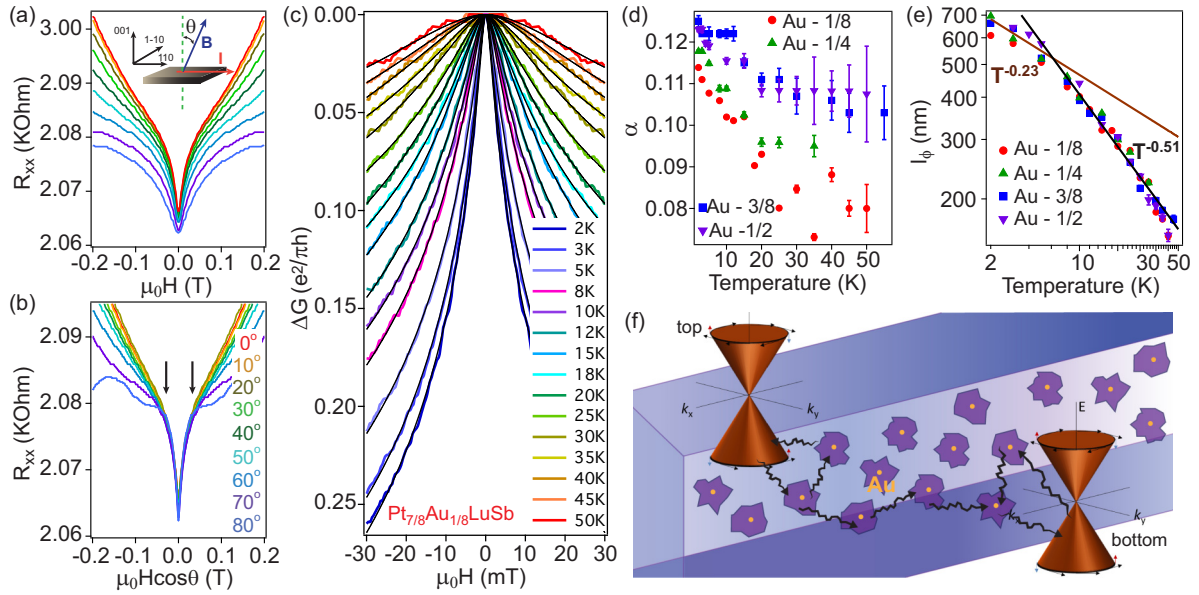 (a)
3.00
2.09
2.08
2.07
2.06
R_xx (KOhm)
-0.2 -0.1 0.0 0.1 0.2
μ₀H (T)
001
1-10
110
θ
B
I
(b)
2.09
2.08
2.07
2.06
R_xx (KOhm)
0°
10°
20°
30°
40°
50°
60°
70°
80°
-0.2 -0.1 0.0 0.1 0.2
μ₀Hcosθ (T)
(c)
0.00
0.05
0.10
0.15
0.20
0.25
ΔG (e²/πh)
2K
3K
5K
8K
10K
12K
15K
18K
20K
25K
30K
35K
40K
45K
50K
Pt₇/₈Au₁/₈LuSb
-30 -20 -10 0 10 20 30
μ₀H (mT)
(d)
0.12
0.11
0.10
0.09
0.08
α
Au - 1/8
Au - 1/4
Au - 3/8
Au -1/2
0 10 20 30 40 50
Temperature (K)
(e)
700
600
500
400
300
200
l_ϕ (nm)
T⁻⁰·²³
T⁻⁰·⁵¹
Au - 1/8
Au - 1/4
Au - 3/8
Au - 1/2
2 10 30 50
Temperature (K)
(f)
top
k_x
k_y
Au
E
k_y
bottom